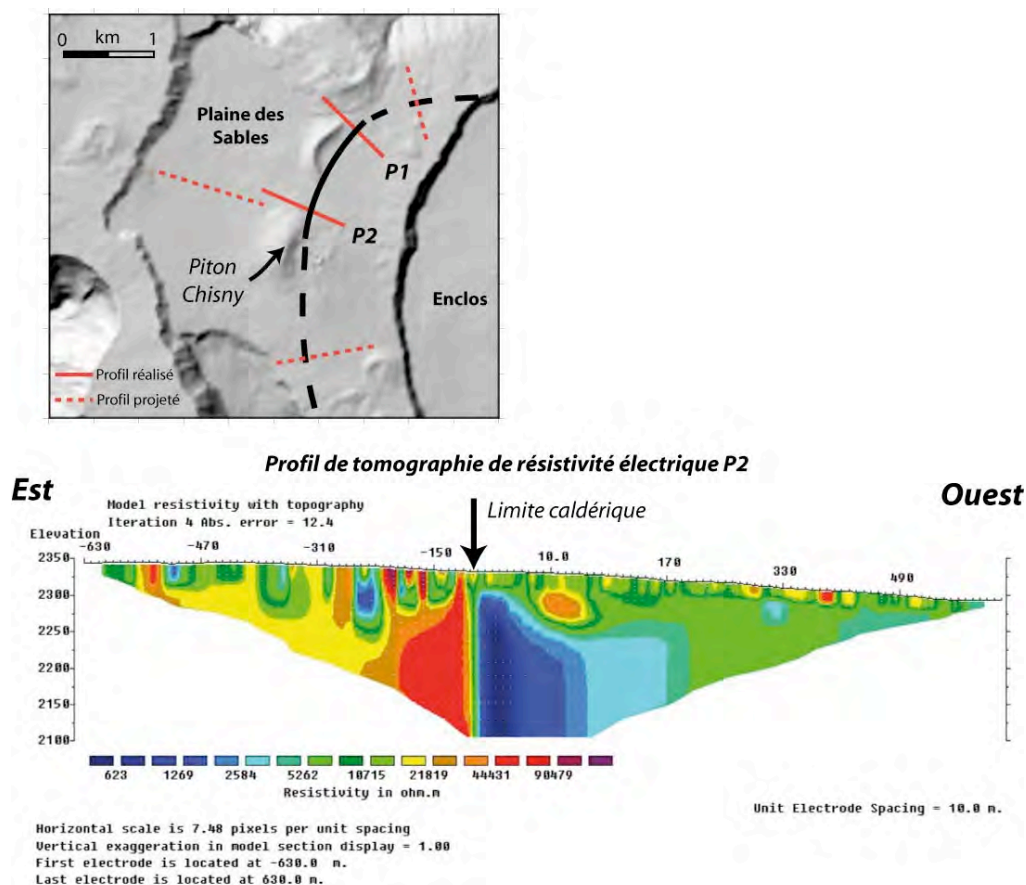 0 km 1
Plaine des
Sables
P1
P2
Piton
Chisny
Enclos
Profil réalisé
Profil projeté
Profil de tomographie de résistivité électrique P2
Est
Ouest
Model resistivity with topography
Iteration 4 Abs. error = 12.4
Limite caldérique
Elevation
-630 -470 -310 -150 10.0 170 330 490
2350
2300
2250
2200
2150
2100
623 1269 2584 5262 10715 21819 44431 90479
Resistivity in ohm.m
Unit Electrode Spacing = 10.0 m.
Horizontal scale is 7.48 pixels per unit spacing
Vertical exaggeration in model section display = 1.00
First electrode is located at -630.0 m.
Last electrode is located at 630.0 m.